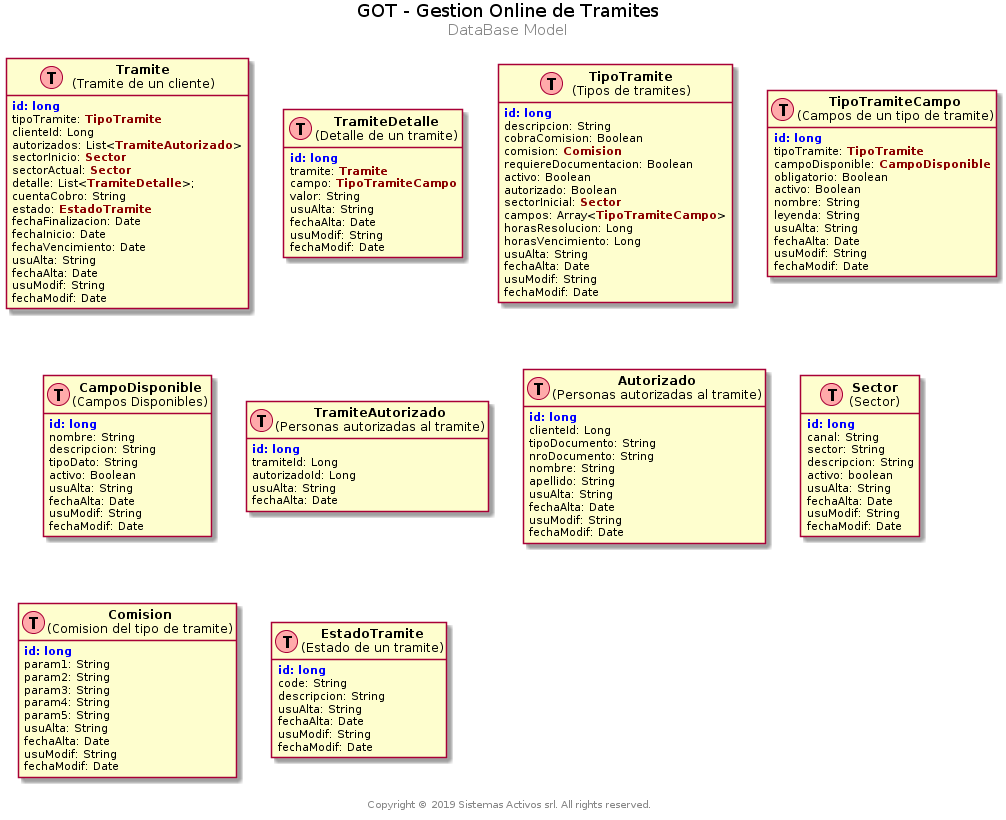 GOT - Gestion Online de Tramites
DataBase Model
T
Tramite
(Tramite de un cliente)
id: long
tipoTramite: TipoTramite
clienteId: Long
autorizados: List<TramiteAutorizado>
sectorInicio: Sector
sectorActual: Sector
detalle: List<TramiteDetalle>;
cuentaCobro: String
estado: EstadoTramite
fechaFinalizacion: Date
fechaInicio: Date
fechaVencimiento: Date
usuAlta: String
fechaAlta: Date
usuModif: String
fechaModif: Date
T
TramiteDetalle
(Detalle de un tramite)
id: long
tramite: Tramite
campo: TipoTramiteCampo
valor: String
usuAlta: String
fechaAlta: Date
usuModif: String
fechaModif: Date
T
TipoTramite
(Tipos de tramites)
id: long
descripcion: String
cobraComision: Boolean
comision: Comision
requiereDocumentacion: Boolean
activo: Boolean
autorizado: Boolean
sectorInicial: Sector
campos: Array<TipoTramiteCampo>
horasResolucion: Long
horasVencimiento: Long
usuAlta: String
fechaAlta: Date
usuModif: String
fechaModif: Date
T
TipoTramiteCampo
(Campos de un tipo de tramite)
id: long
tipoTramite: TipoTramite
campoDisponible: CampoDisponible
obligatorio: Boolean
activo: Boolean
nombre: String
leyenda: String
usuAlta: String
fechaAlta: Date
usuModif: String
fechaModif: Date
T
CampoDisponible
(Campos Disponibles)
id: long
nombre: String
descripcion: String
tipoDato: String
activo: Boolean
usuAlta: String
fechaAlta: Date
usuModif: String
fechaModif: Date
T
TramiteAutorizado
(Personas autorizadas al tramite)
id: long
tramiteId: Long
autorizadoId: Long
usuAlta: String
fechaAlta: Date
T
Autorizado
(Personas autorizadas al tramite)
id: long
clienteId: Long
tipoDocumento: String
nroDocumento: String
nombre: String
apellido: String
usuAlta: String
fechaAlta: Date
usuModif: String
fechaModif: Date
T
Sector
(Sector)
id: long
canal: String
sector: String
descripcion: String
activo: boolean
usuAlta: String
fechaAlta: Date
usuModif: String
fechaModif: Date
T
Comision
(Comision del tipo de tramite)
id: long
param1: String
param2: String
param3: String
param4: String
param5: String
usuAlta: String
fechaAlta: Date
usuModif: String
fechaModif: Date
T
EstadoTramite
(Estado de un tramite)
id: long
code: String
descripcion: String
usuAlta: String
fechaAlta: Date
usuModif: String
fechaModif: Date
Copyright © 2019 Sistemas Activos srl. All rights reserved.